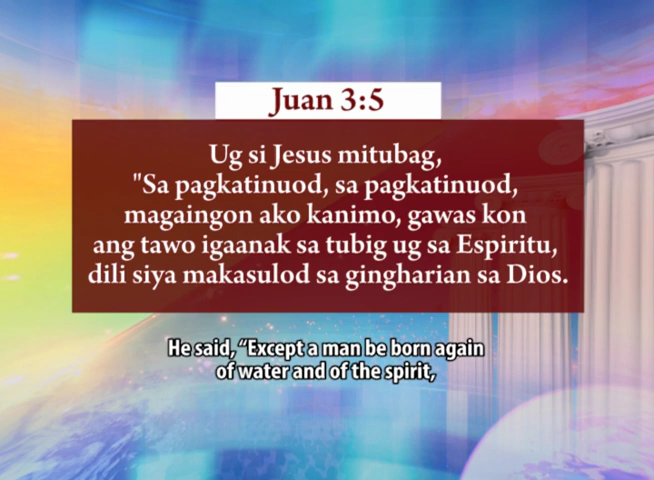 Juan 3:5
Ug si Jesus mitubag,
"Sa pagkatinuod, sa pagkatinuod,
magaingon ako kanimo, gawas kon
ang tawo igaanak sa tubig ug sa Espiritu,
dili siya makasulod sa gingharian sa Dios.
He said, “Except a man be born again
of water and of the spirit,